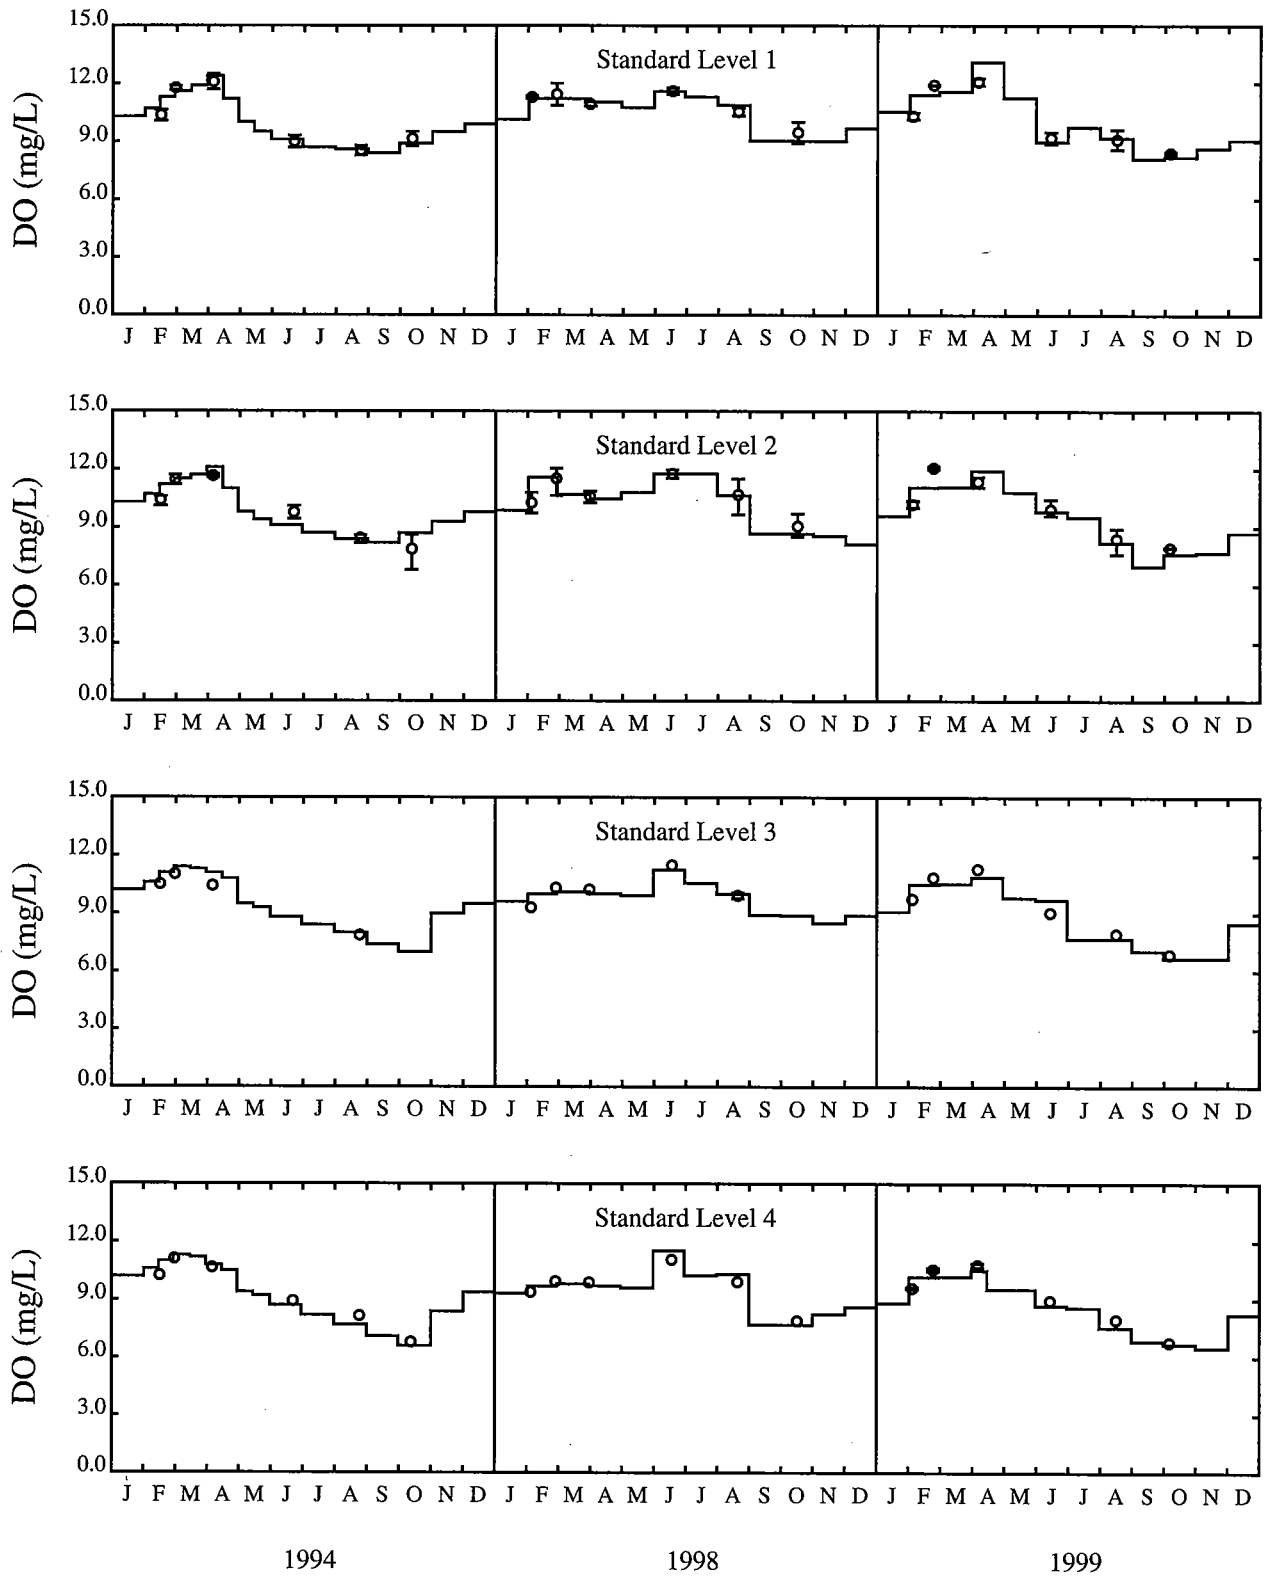 15.0
12.0
9.0
6.0
3.0
0.0
DO (mg/L)
Standard Level 1
J F M A M J J A S O N D J F M A M J J A S O N D J F M A M J J A S O N D
15.0
12.0
9.0
6.0
3.0
0.0
DO (mg/L)
Standard Level 2
J F M A M J J A S O N D J F M A M J J A S O N D J F M A M J J A S O N D
15.0
12.0
9.0
6.0
3.0
0.0
DO (mg/L)
Standard Level 3
J F M A M J J A S O N D J F M A M J J A S O N D J F M A M J J A S O N D
15.0
12.0
9.0
6.0
3.0
0.0
DO (mg/L)
Standard Level 4
J F M A M J J A S O N D J F M A M J J A S O N D J F M A M J J A S O N D
1994 1998 1999